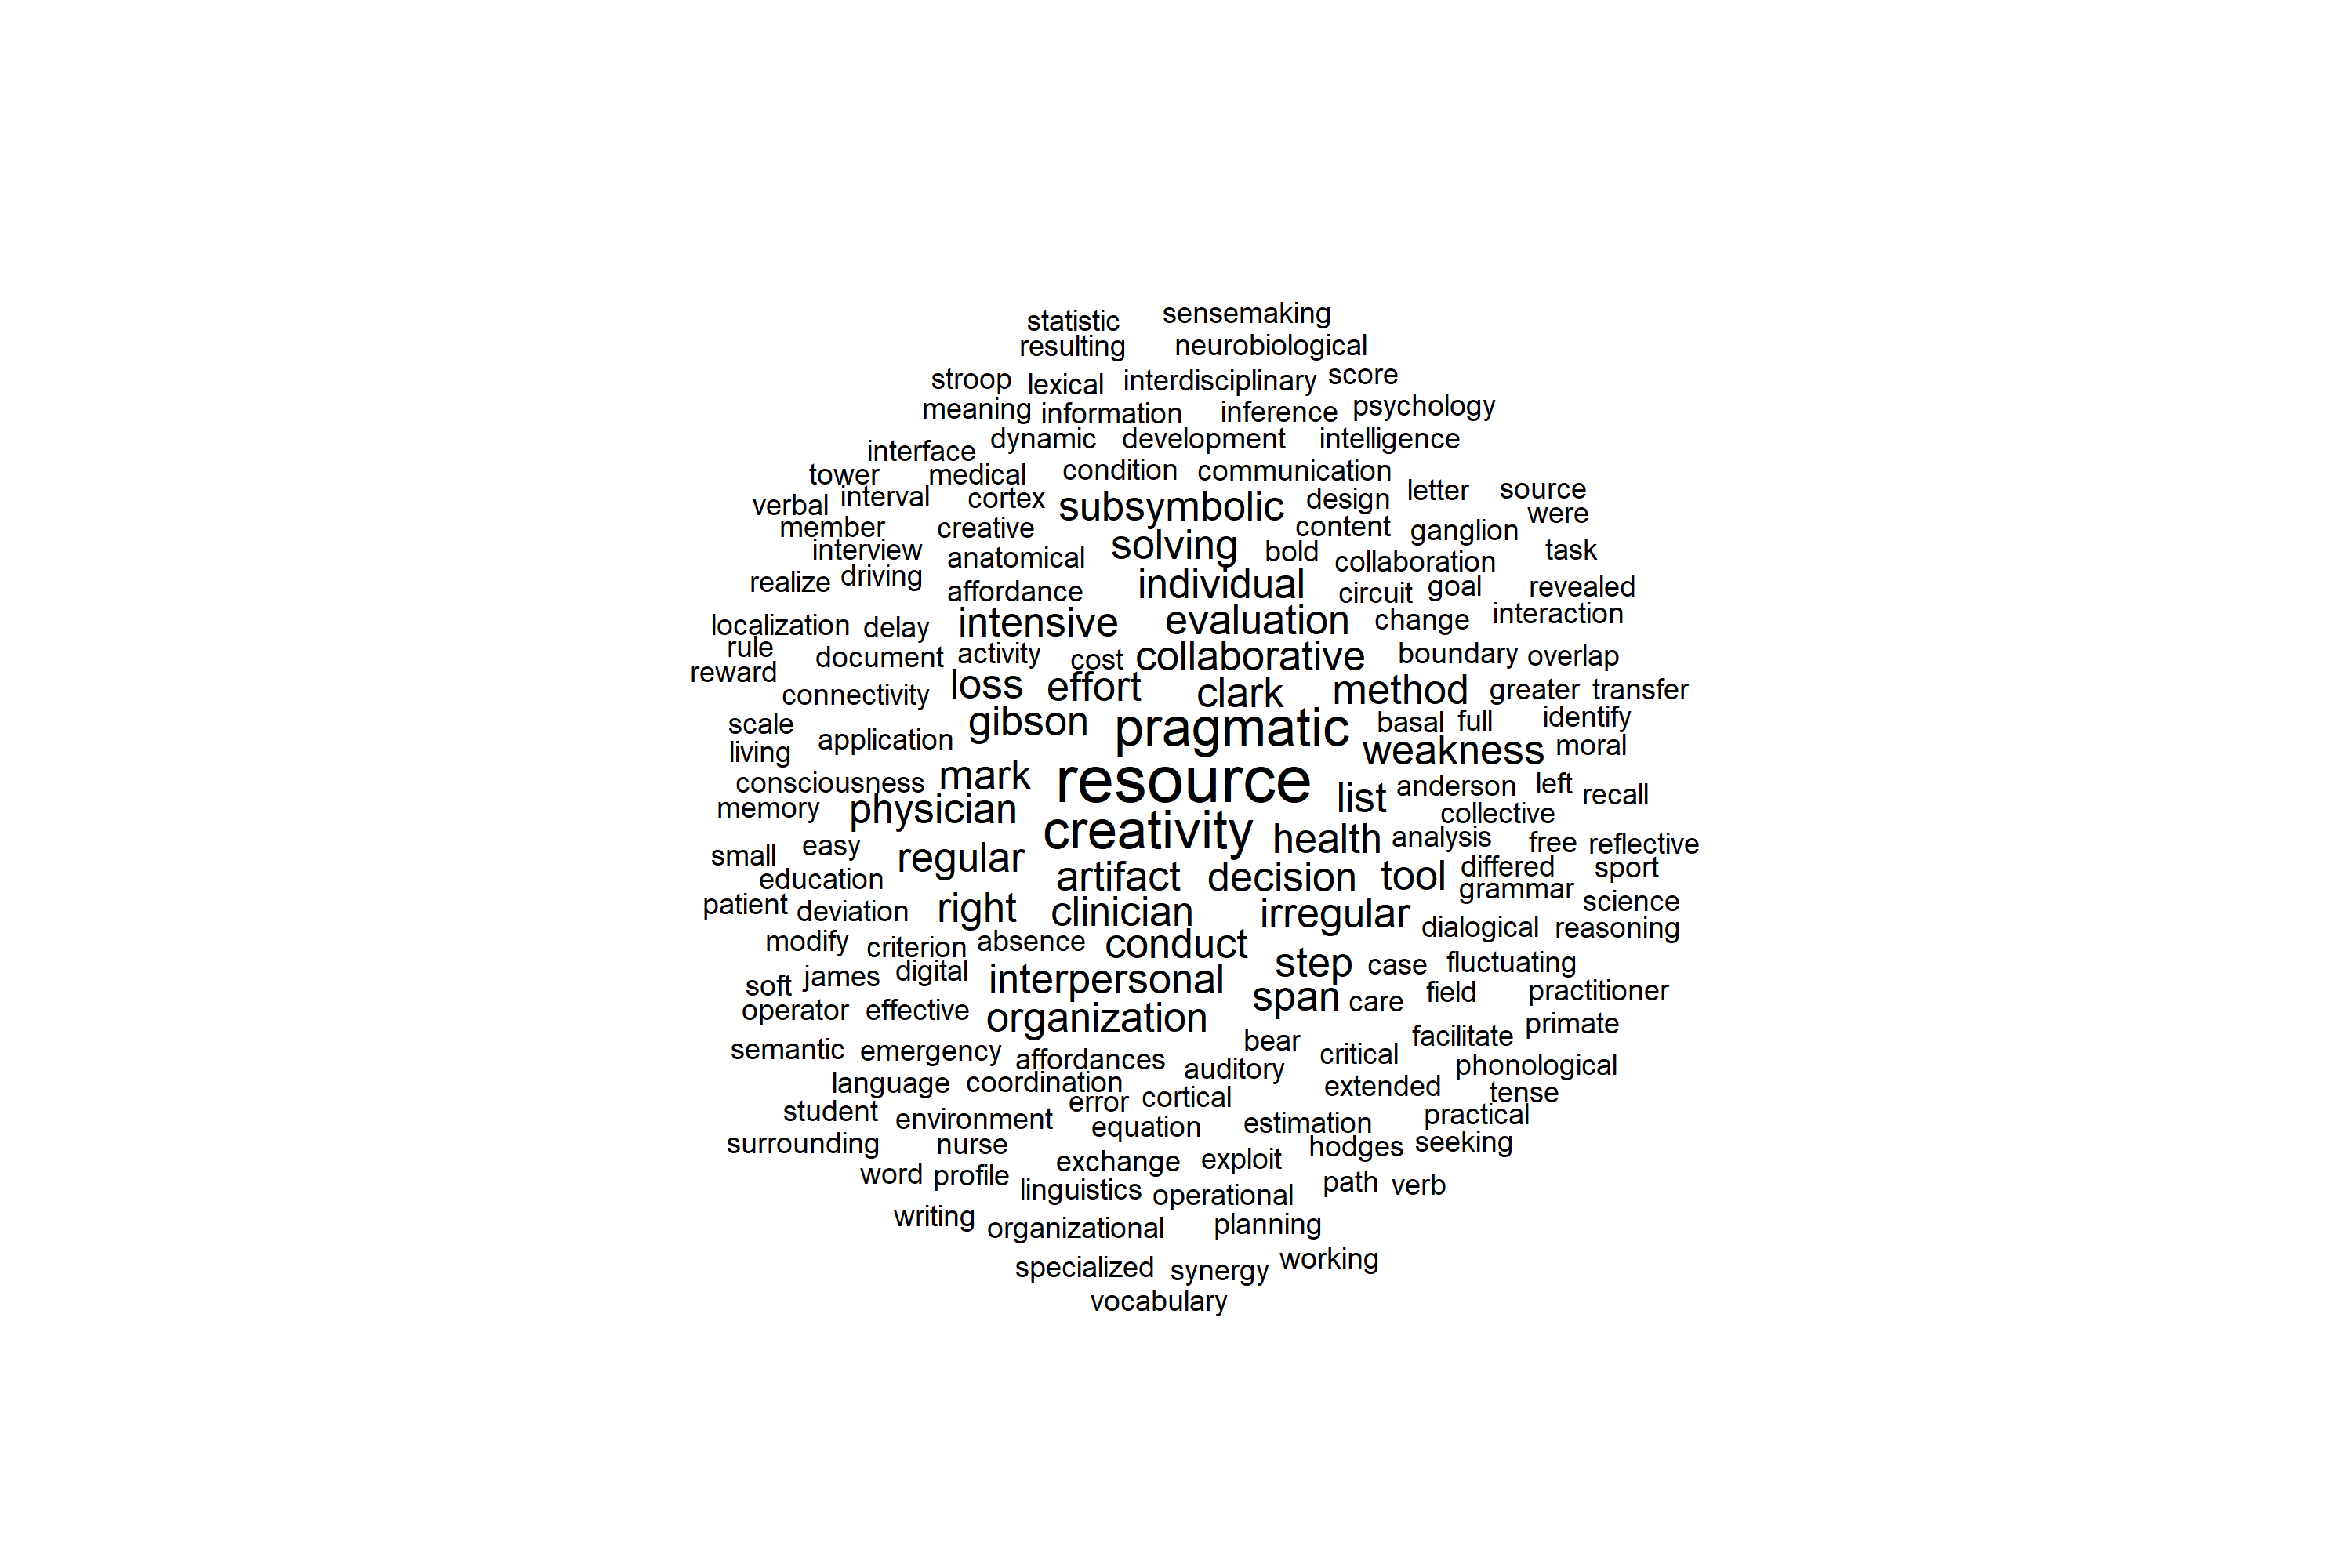 statistic sensemaking
resulting neurobiological
stroop lexical interdisciplinary score
meaning information inference psychology
interface dynamic development intelligence
tower medical condition communication
verbal interval cortex subsymbolic design letter source
member creative content ganglion were
interview anatomical solving bold collaboration task
realize driving affordance individual circuit goal revealed
localization delay intensive evaluation change interaction
rule document activity cost collaborative boundary overlap
reward connectivity loss effort clark method greater transfer
scale application gibson pragmatic basal full identify
living weakness moral
consciousness mark resource list anderson left recall
memory physician creativity health analysis collective free reflective
small easy regular artifact decision tool differed sport
education grammar science
patient deviation right clinician irregular dialogical reasoning
modify criterion absence conduct step case fluctuating
soft james digital interpersonal span care field practitioner
operator effective organization facilitate primate
semantic emergency affordances bear critical phonological
language coordination auditory extended tense
student environment error cortical equation estimation practical
surrounding nurse exchange exploit hodges seeking
word profile linguistics operational path verb
writing organizational planning
specialized synergy working
vocabulary